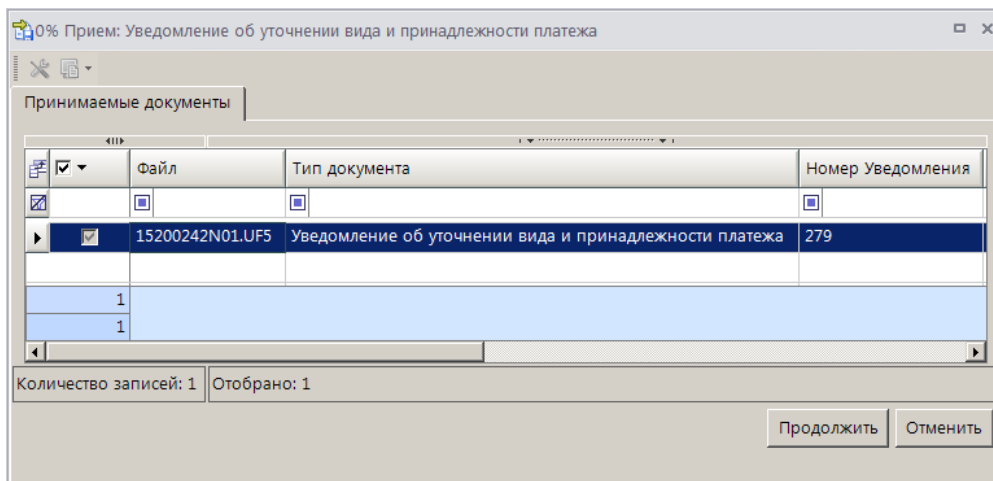 0% Прием: Уведомление об уточнении вида и принадлежности платежа
Принимаемые документы
Файл Тип документа Номер Уведомления
15200242N01.UF5 Уведомление об уточнении вида и принадлежности платежа 279
1
1
Количество записей: 1 Отобрано: 1
Продолжить Отменить